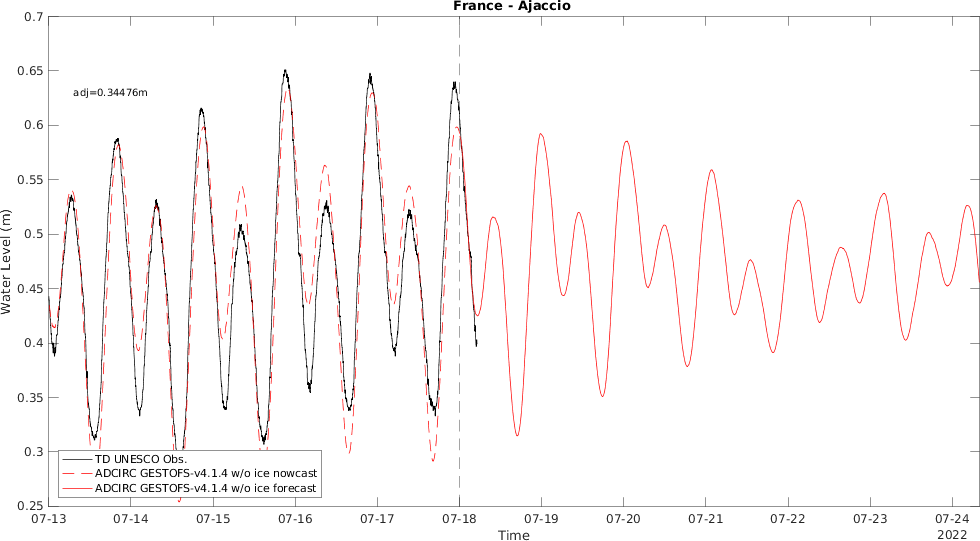 France - Ajaccio
0.7
0.65
0.6
0.55
0.5
0.45
0.4
0.35
0.3
0.25
Water Level (m)
adj=0.34476m
TD UNESCO Obs.
ADCIRC GESTOFS-v4.1.4 w/o ice nowcast
ADCIRC GESTOFS-v4.1.4 w/o ice forecast
07-13 07-14 07-15 07-16 07-17 07-18 07-19 07-20 07-21 07-22 07-23 07-24
Time 2022